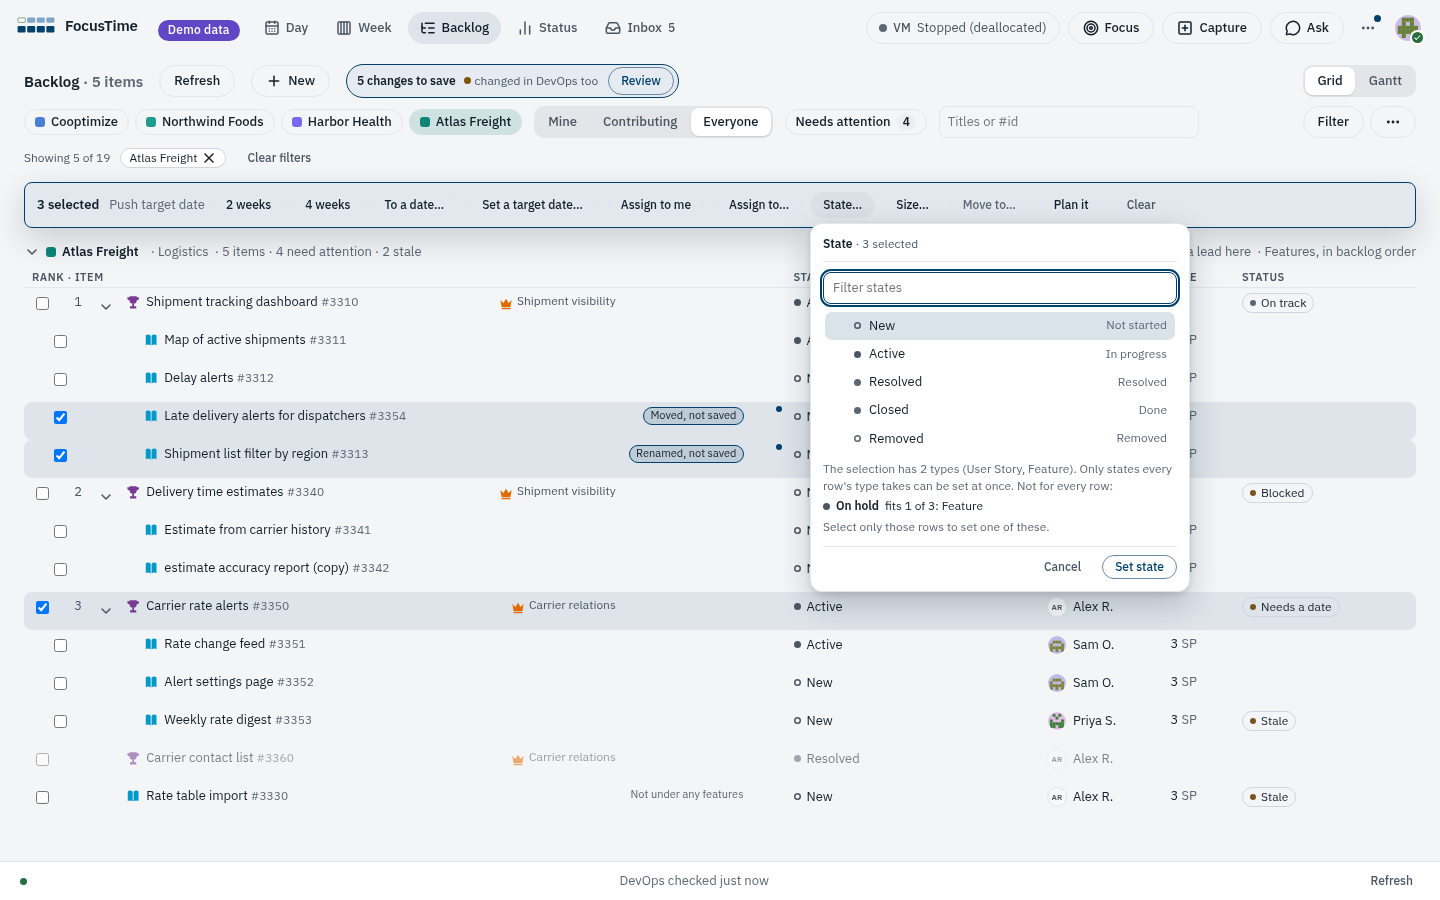 FocusTime Demo data Day Week Backlog Status Inbox 5 VM Stopped (deallocated) Focus Capture Ask
Backlog · 5 items Refresh New 5 changes to save changed in DevOps too Review Grid Gantt
Cooptimize Northwind Foods Harbor Health Atlas Freight Mine Contributing Everyone Needs attention 4 Titles or #id Filter
Showing 5 of 19 Atlas Freight Clear filters
3 selected Push target date 2 weeks 4 weeks To a date... Set a target date... Assign to me Assign to... State... Size... Move to... Plan it Clear
Atlas Freight · Logistics · 5 items · 4 need attention · 2 stale
a lead here · Features, in backlog order
RANK · ITEM
STATUS
1 Shipment tracking dashboard #3310 Shipment visibility On track
Map of active shipments #3311
Delay alerts #3312
Late delivery alerts for dispatchers #3354 Moved, not saved
Shipment list filter by region #3313 Renamed, not saved
2 Delivery time estimates #3340 Shipment visibility Blocked
Estimate from carrier history #3341
estimate accuracy report (copy) #3342
State · 3 selected
Filter states
New Not started
Active In progress
Resolved Resolved
Closed Done
Removed Removed
The selection has 2 types (User Story, Feature). Only states every
row's type takes can be set at once. Not for every row:
On hold fits 1 of 3: Feature
Select only those rows to set one of these.
Cancel Set state
3 Carrier rate alerts #3350 Carrier relations Active AR Alex R. Needs a date
Rate change feed #3351 Active Sam O. 3 SP
Alert settings page #3352 New Sam O. 3 SP
Weekly rate digest #3353 New Priya S. 3 SP Stale
Carrier contact list #3360 Carrier relations Resolved AR Alex R.
Rate table import #3330 Not under any features New AR Alex R. 3 SP Stale
DevOps checked just now Refresh